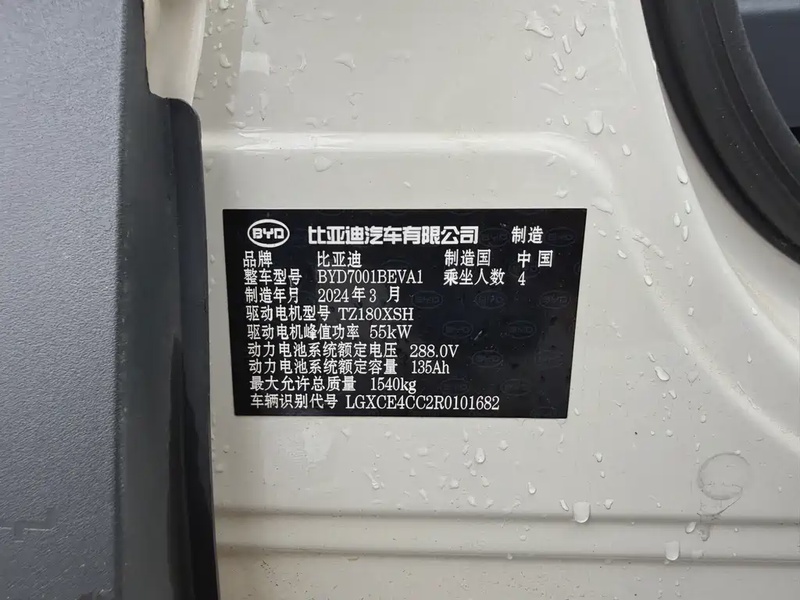 BYD 比亚迪汽车有限公司 制造
品牌 比亚迪 制造国 中国
整车型号 BYD7001BEVA1 乘坐人数 4
制造年月 2024年3月
驱动电机型号 TZ180XSH
驱动电机峰值功率 55kW
动力电池系统额定电压 288.0V
动力电池系统额定容量 135Ah
最大允许总质量 1540kg
车辆识别代号 LGXCE4CC2R0101682